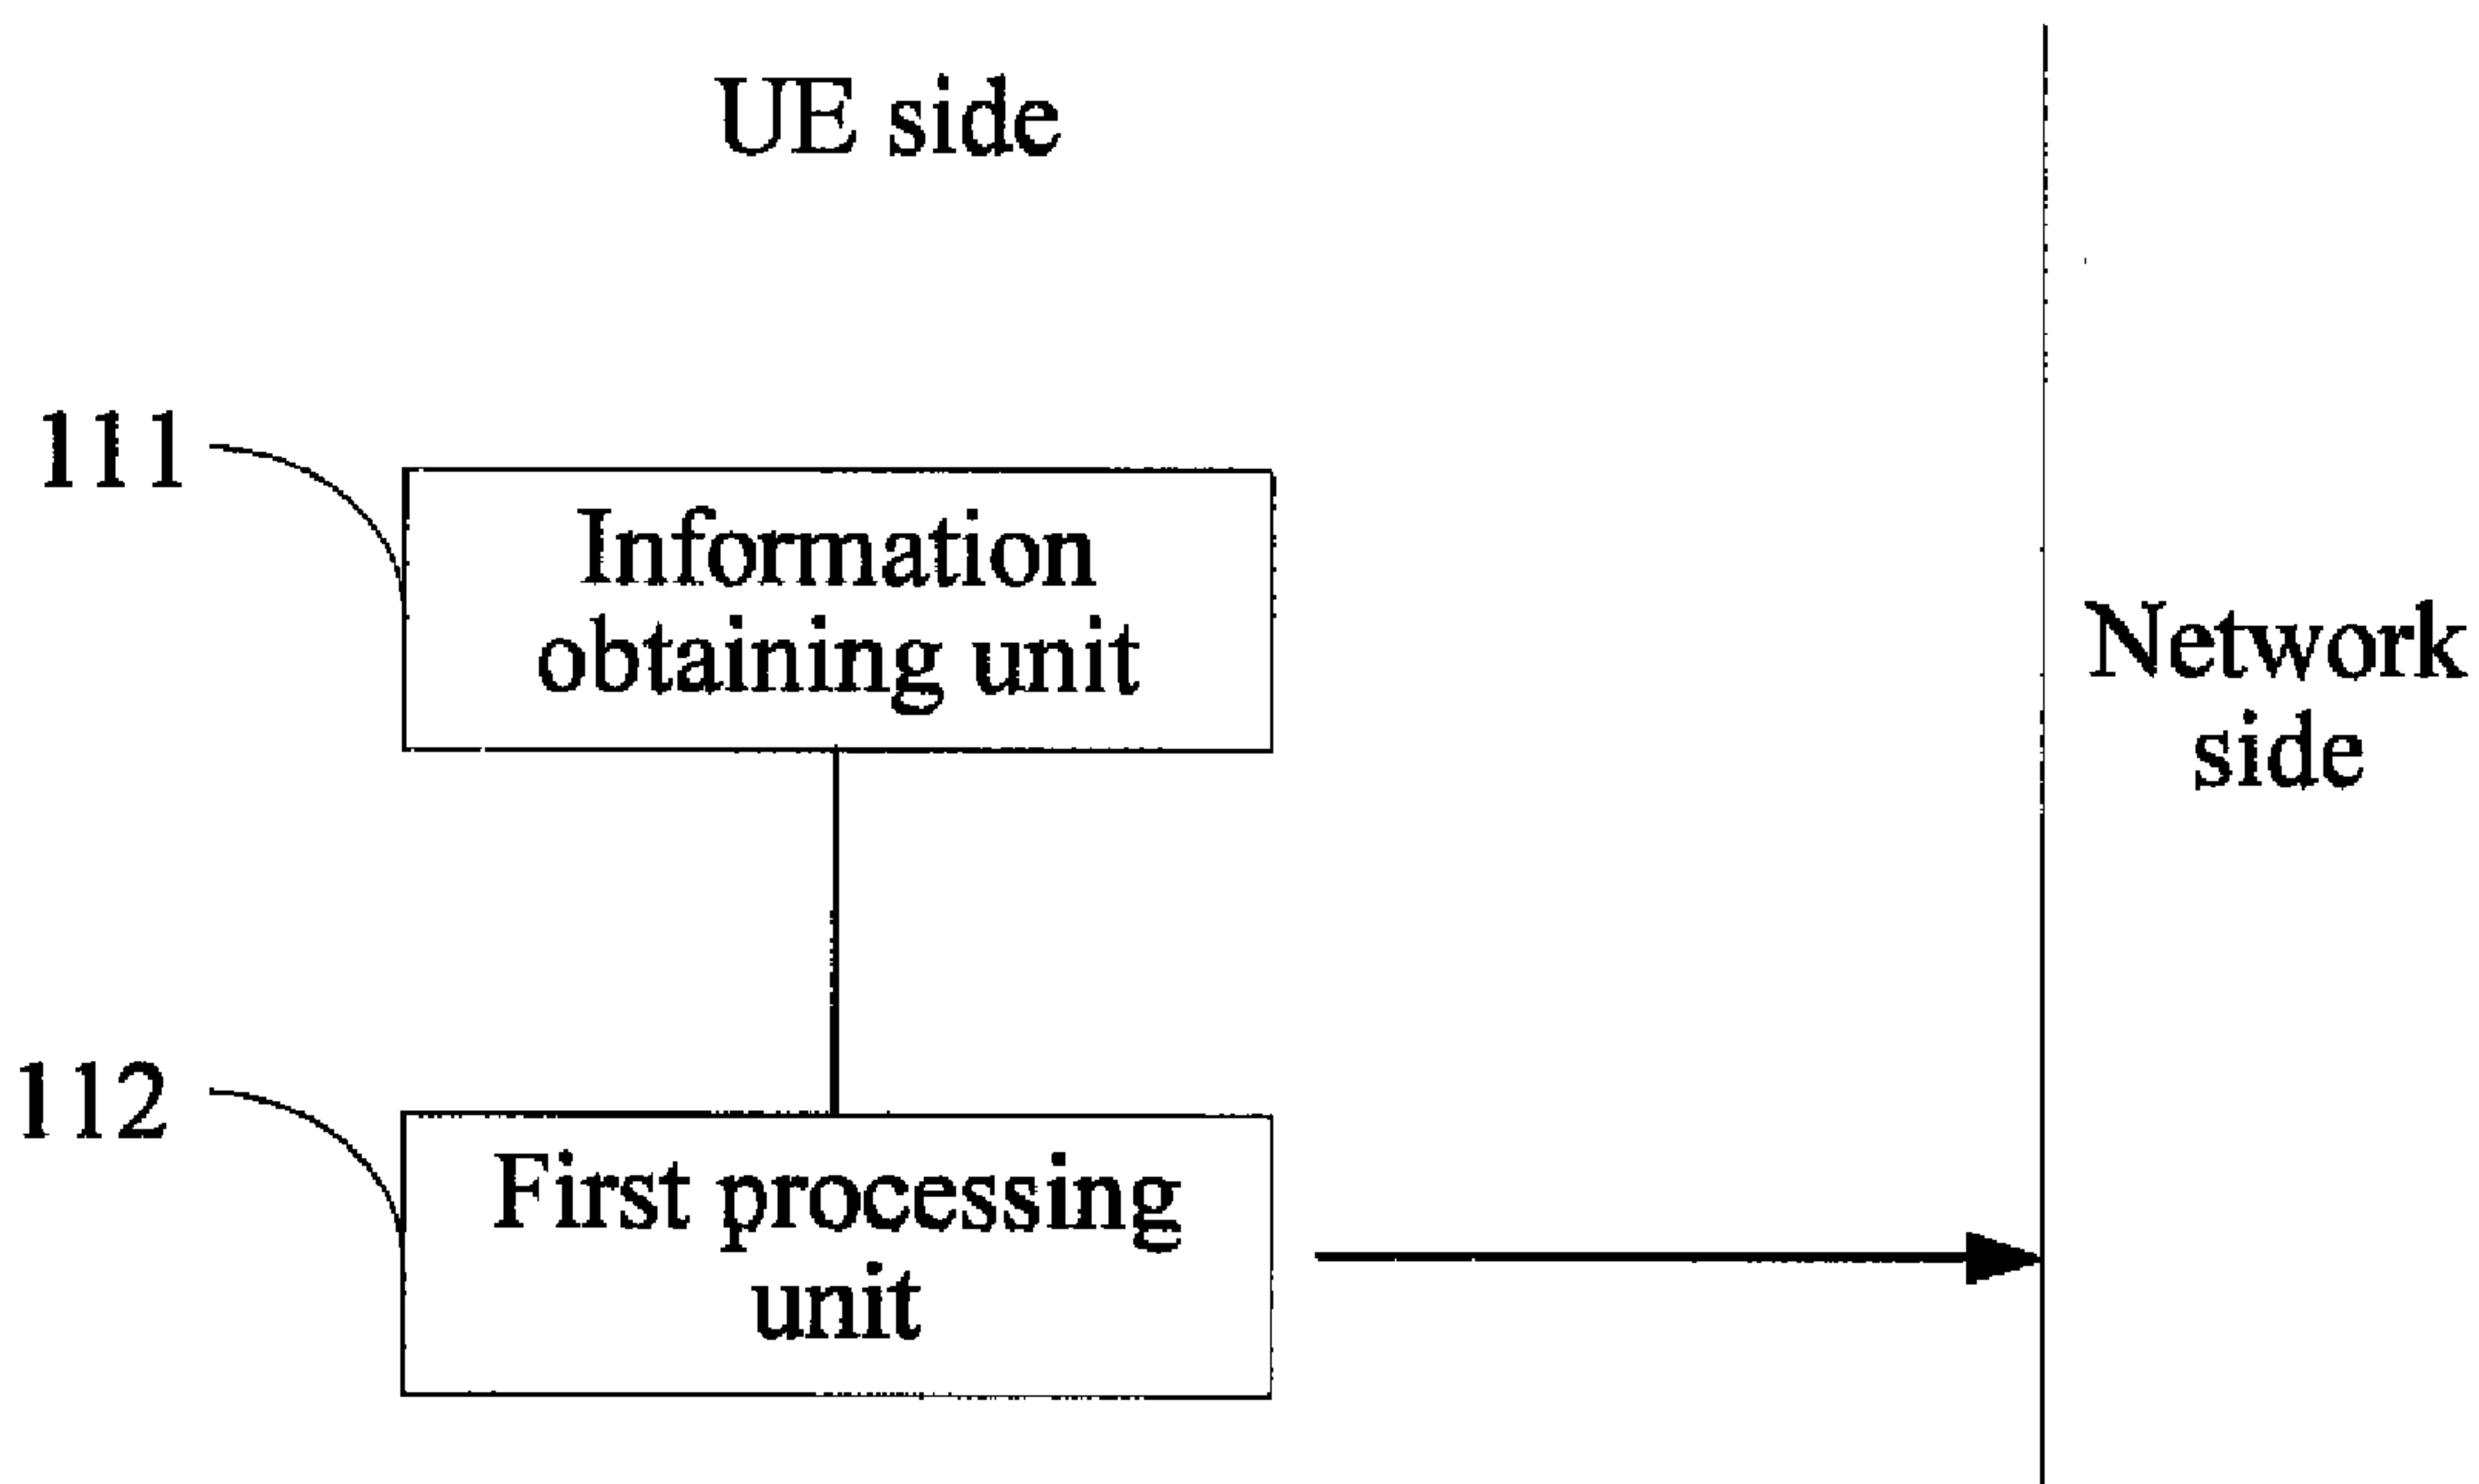 UE side
111
Information
obtaining unit
Network
side
112
First processing
unit